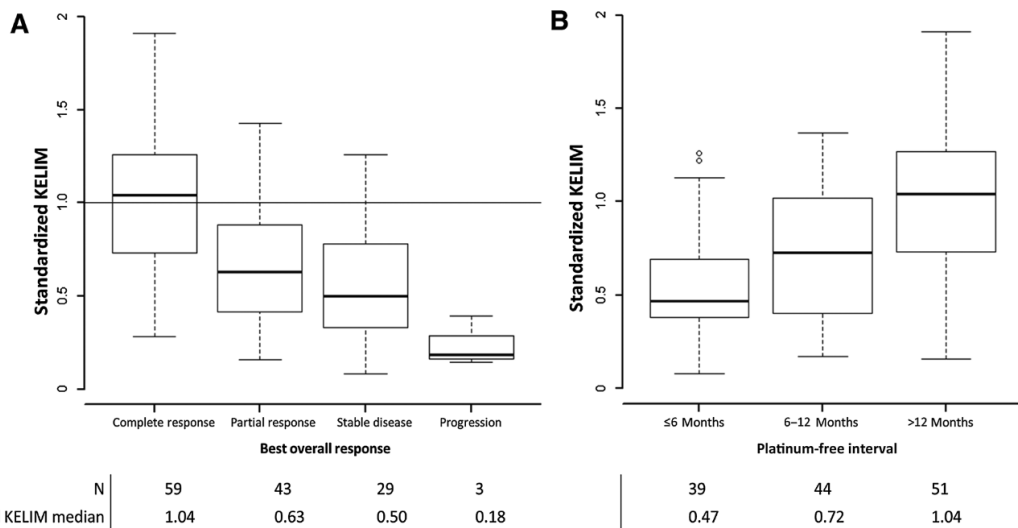 A
Standardized KELIM
2
1.5
1.0
0.5
0
Complete response Partial response Stable disease Progression
Best overall response
N 59 43 29 3
KELIM median 1.04 0.63 0.50 0.18
B
Standardized KELIM
2
1.5
1.0
0.5
0
≤6 Months 6–12 Months >12 Months
Platinum-free interval
39 44 51
0.47 0.72 1.04